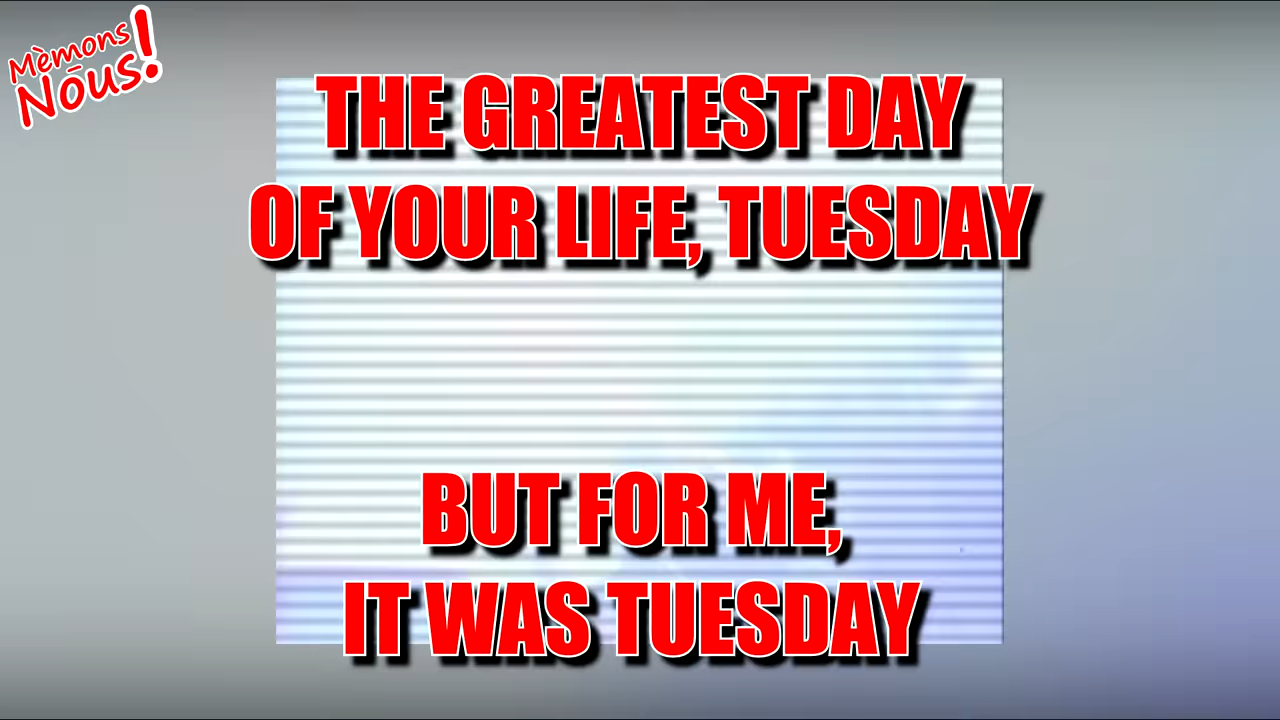 Mèmons
Nōus!
THE GREATEST DAY
OF YOUR LIFE, TUESDAY
BUT FOR ME,
IT WAS TUESDAY